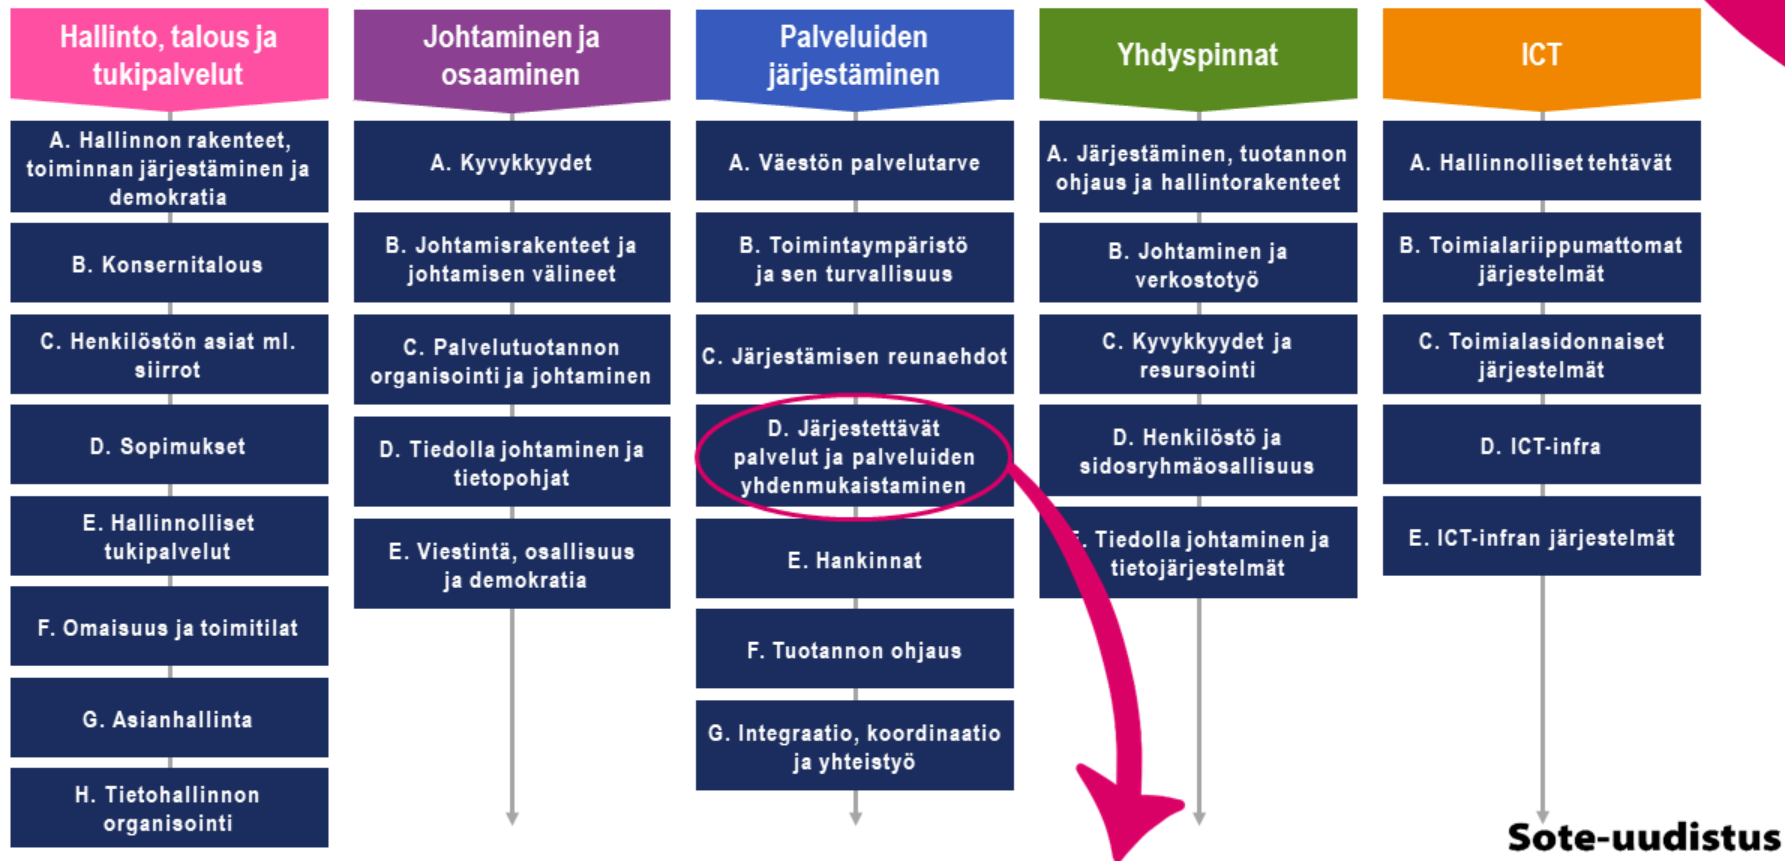 Hallinto, talous ja
tukipalvelut
A. Hallinnon rakenteet,
toiminnan järjestäminen ja
demokratia
B. Konsernitalous
C. Henkilöstön asiat ml.
siirrot
D. Sopimukset
E. Hallinnolliset
tukipalvelut
F. Omaisuus ja toimitilat
G. Asianhallinta
H. Tietohallinnon
organisointi
Johtaminen ja
osaaminen
A. Kyvykkyydet
B. Johtamisrakenteet ja
johtamisen välineet
C. Palvelutuotannon
organisointi ja johtaminen
D. Tiedolla johtaminen ja
tietopohjat
E. Viestintä, osallisuus
ja demokratia
Palveluiden
järjestäminen
A. Väestön palvelutarve
B. Toimintaympäristö
ja sen turvallisuus
C. Järjestämisen reunaehdot
D. Järjestettävät
palvelut ja palveluiden
yhdenmukaistaminen
E. Hankinnat
F. Tuotannon ohjaus
G. Integraatio, koordinaatio
ja yhteistyö
Yhdyspinnat
A. Järjestäminen, tuotannon
ohjaus ja hallintorakenteet
B. Johtaminen ja
verkostotyö
C. Kyvykkyydet ja
resursointi
D. Henkilöstö ja
sidosryhmäosallisuus
Tiedolla johtaminen ja
tietojärjestelmät
ICT
A. Hallinnolliset tehtävät
B. Toimialariippumattomat
järjestelmät
C. Toimialasidonnaiset
järjestelmät
D. ICT-infra
E. ICT-infran järjestelmät
Sote-uudistus